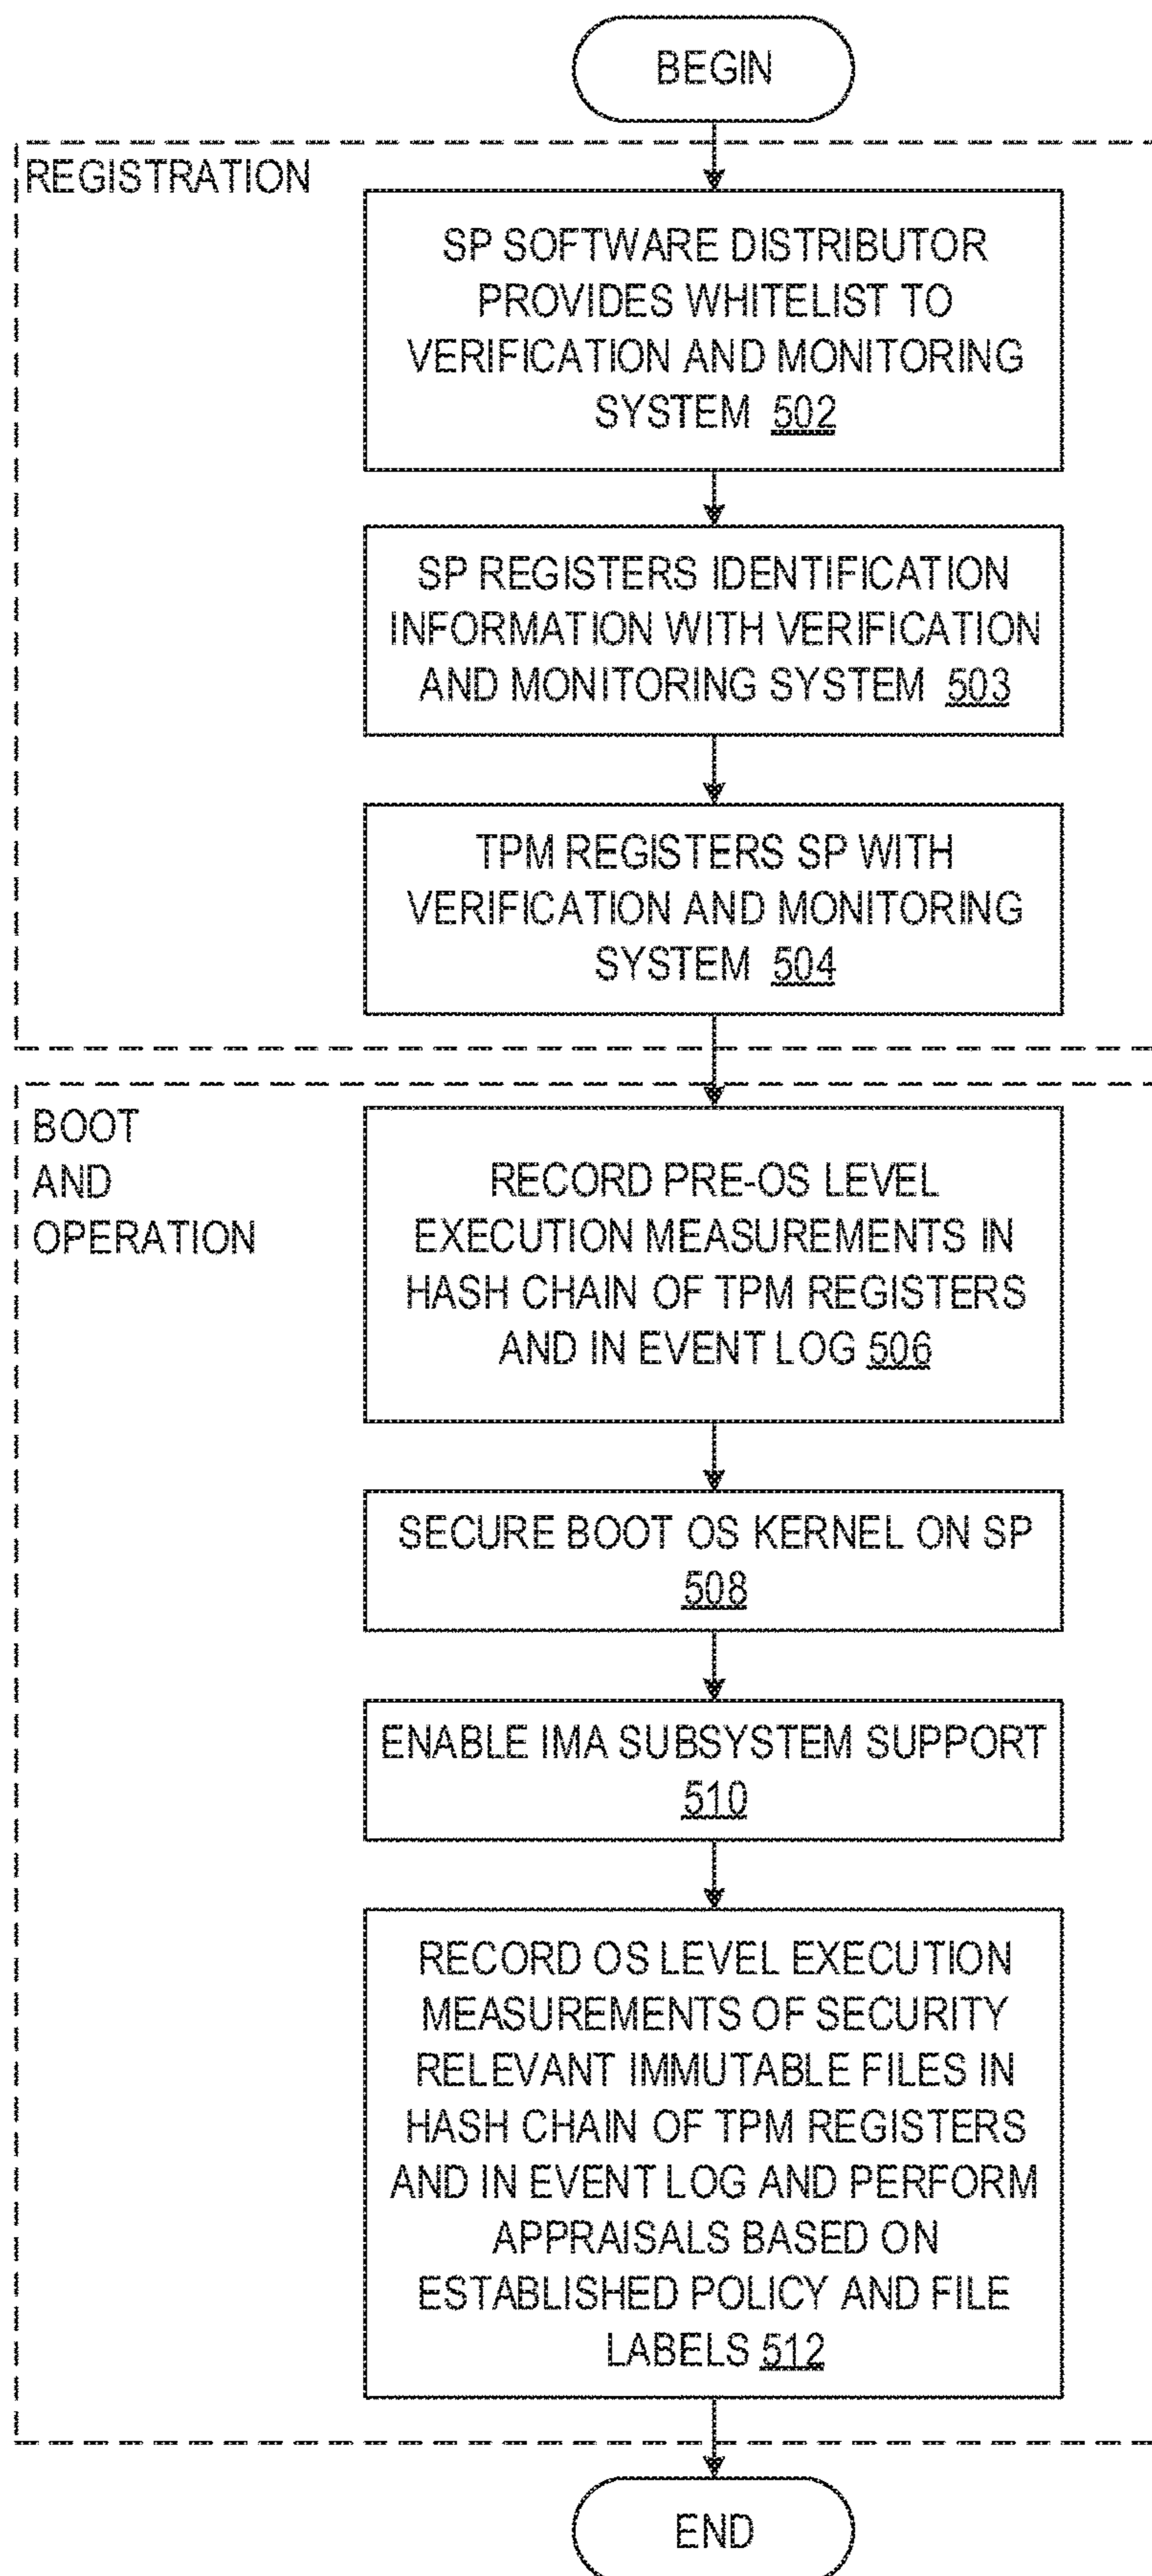 BEGIN
REGISTRATION
SP SOFTWARE DISTRIBUTOR
PROVIDES WHITELIST TO
VERIFICATION AND MONITORING
SYSTEM 502
SP REGISTERS IDENTIFICATION
INFORMATION WITH VERIFICATION
AND MONITORING SYSTEM 503
TPM REGISTERS SP WITH
VERIFICATION AND MONITORING
SYSTEM 504
BOOT
AND
OPERATION
RECORD PRE-OS LEVEL
EXECUTION MEASUREMENTS IN
HASH CHAIN OF TPM REGISTERS
AND IN EVENT LOG 506
SECURE BOOT OS KERNEL ON SP
508
ENABLE IMA SUBSYSTEM SUPPORT
510
RECORD OS LEVEL EXECUTION
MEASUREMENTS OF SECURITY
RELEVANT IMMUTABLE FILES IN
HASH CHAIN OF TPM REGISTERS
AND IN EVENT LOG AND PERFORM
APPRAISALS BASED ON
ESTABLISHED POLICY AND FILE
LABELS 512
END